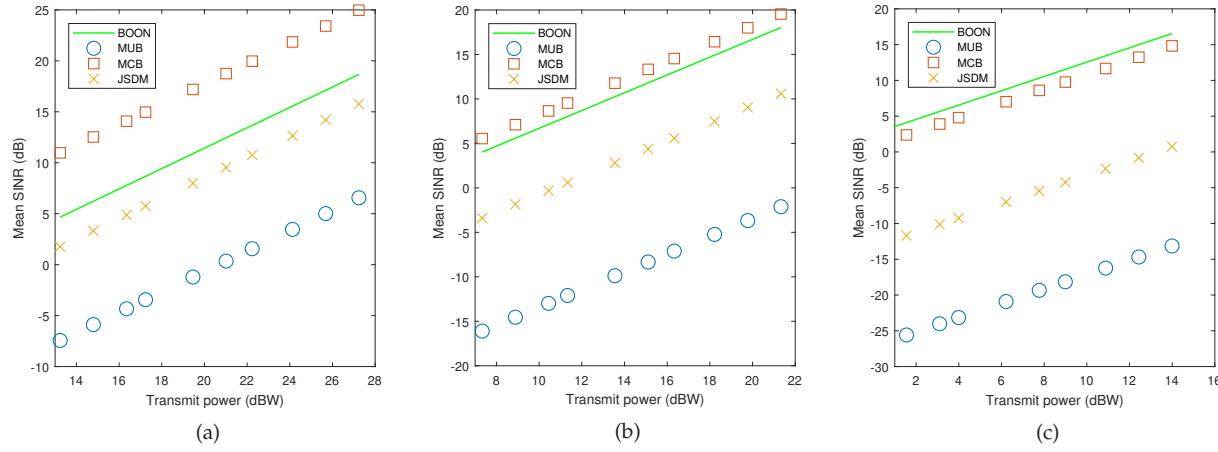 25
20
15
10
5
0
-5
-10
Mean SINR (dB)
BOON
MUB
MCB
JSDM
14 16 18 20 22 24 26 28
Transmit power (dBW)
(a)
20
15
10
5
0
-5
-10
-15
-20
Mean SINR (dB)
BOON
MUB
MCB
JSDM
8 10 12 14 16 18 20 22
Transmit power (dBW)
(b)
20
15
10
5
0
-5
-10
-15
-20
-25
-30
Mean SINR (dB)
BOON
MUB
MCB
JSDM
2 4 6 8 10 12 14 16
Transmit power (dBW)
(c)